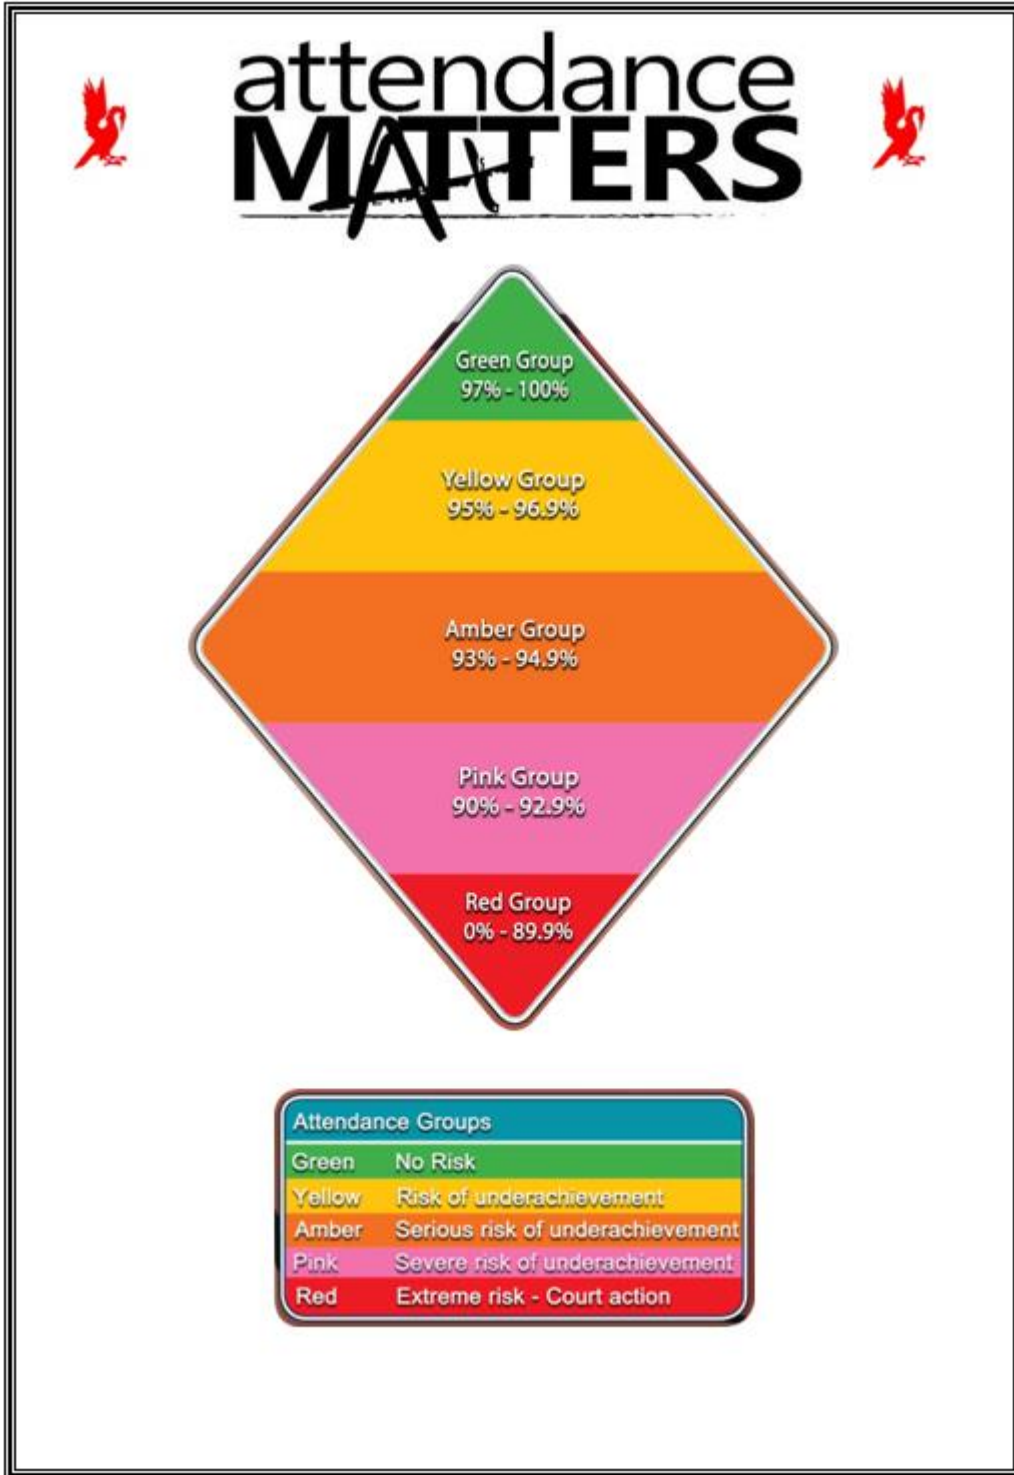 attendance
MATTERS
Green Group
97% - 100%
Yellow Group
95% - 96.9%
Amber Group
93% - 94.9%
Pink Group
90% - 92.9%
Red Group
0% - 89.9%
Attendance Groups
Green No Risk
Yellow Risk of underachievement
Amber Serious risk of underachievement
Pink Severe risk of underachievement
Red Extreme risk - Court action